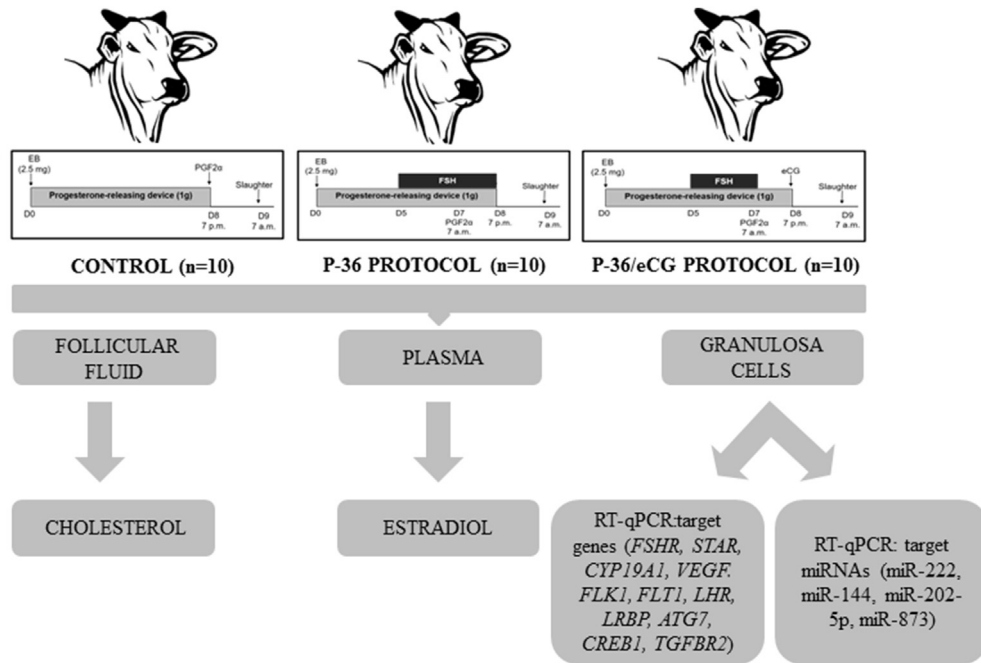 EB
(2.5 mg)
PGF2α
Progesterone-releasing device (1g)
Slaughter
D0
D8
7 p.m.
D9
7 a.m.
CONTROL (n=10)
EB
(2.5 mg)
FSH
Progesterone-releasing device (1g)
Slaughter
D0
D5
D7
PGF2α
7 a.m.
D8
7 p.m.
D9
7 a.m.
P-36 PROTOCOL (n=10)
EB
(2.5 mg)
FSH
eCG
Progesterone-releasing device (1g)
Slaughter
D0
D5
D7
PGF2α
7 a.m.
D8
7 p.m.
D9
7 a.m.
P-36/eCG PROTOCOL (n=10)
FOLLICULAR
FLUID
PLASMA
GRANULOSA
CELLS
CHOLESTEROL
ESTRADIOL
RT-qPCR:target
genes (FSHR, STAR,
CYP19A1, VEGF.
FLK1, FLT1, LHR,
LRBP, ATG7,
CREB1, TGFBR2)
RT-qPCR: target
miRNAs (miR-222,
miR-144, miR-202-
5p, miR-873)